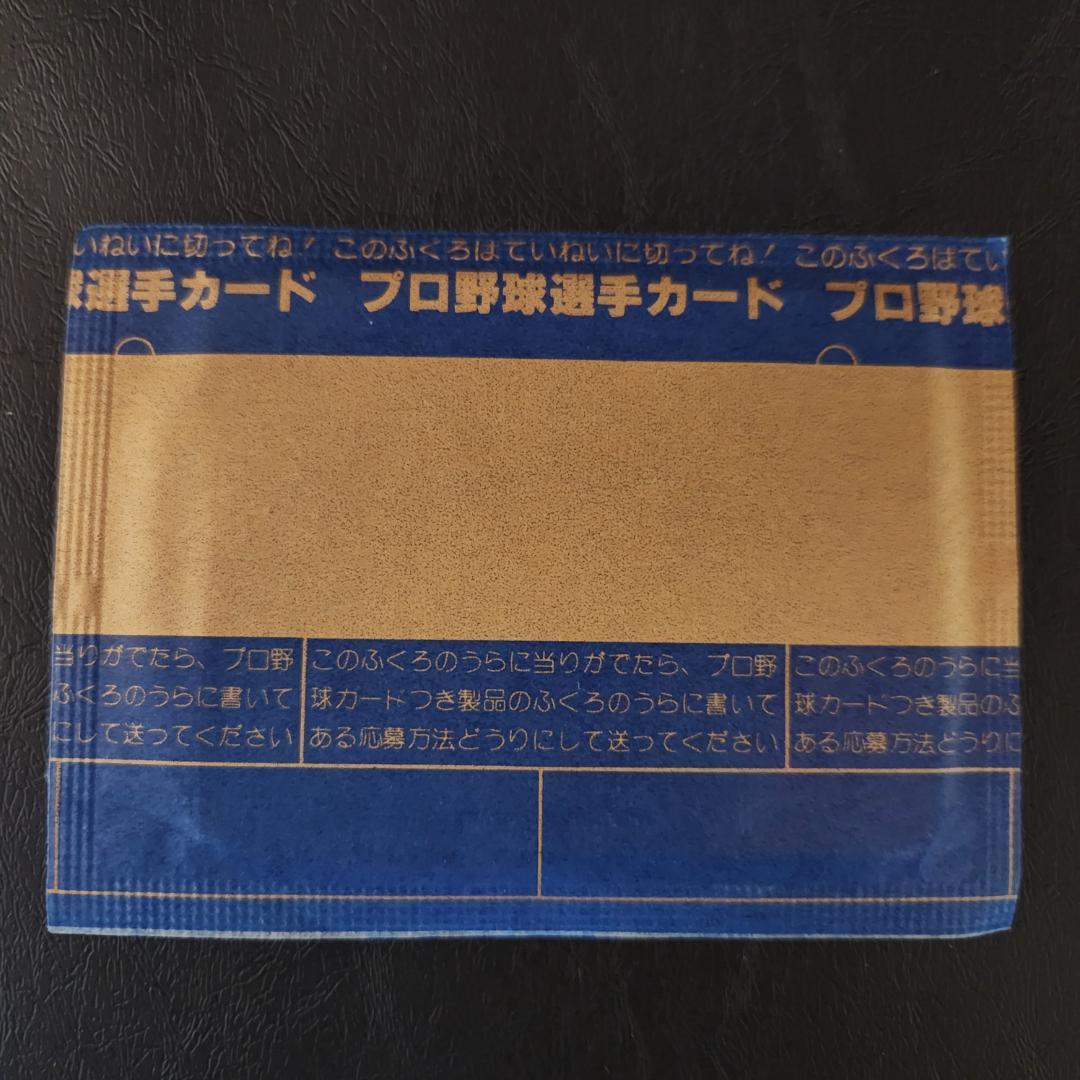 いねいに切ってね! このふくろはていねいに切ってね! このふくろはてい
球選手カード プロ野球選手カード プロ野球
当りがでたら、プロ野
ふくろのうらに書いて
にして送ってください
このふくろのうらに当りがでたら、プロ野
球カードつき製品のふくろのうらに書いて
ある応募方法どうりにして送ってください
このふくろのうらに当
球カードつき製品のふ
ある応募方法どうりに